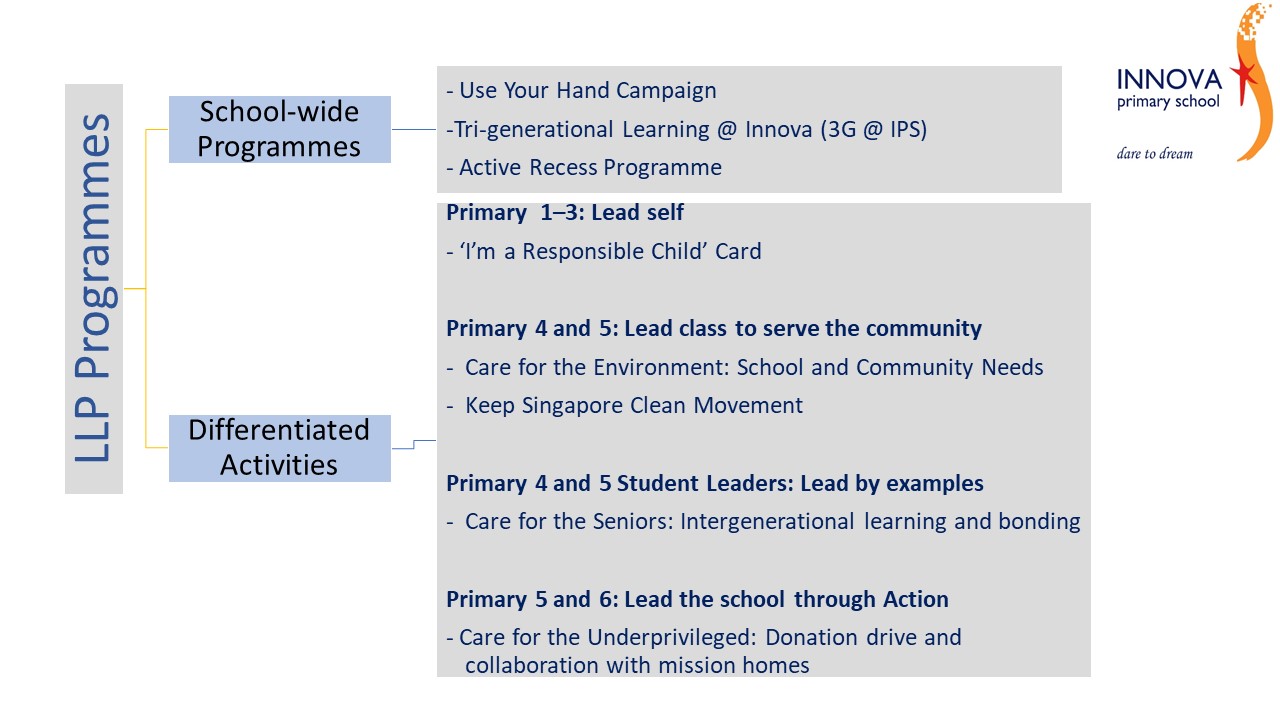 INNOVA
primary school
dare to dream
LLP Programmes
School-wide
Programmes
- Use Your Hand Campaign
-Tri-generational Learning @ Innova (3G @ IPS)
- Active Recess Programme
Differentiated
Activities
Primary 1–3: Lead self
- ‘I’m a Responsible Child’ Card
Primary 4 and 5: Lead class to serve the community
- Care for the Environment: School and Community Needs
- Keep Singapore Clean Movement
Primary 4 and 5 Student Leaders: Lead by examples
- Care for the Seniors: Intergenerational learning and bonding
Primary 5 and 6: Lead the school through Action
- Care for the Underprivileged: Donation drive and
collaboration with mission homes